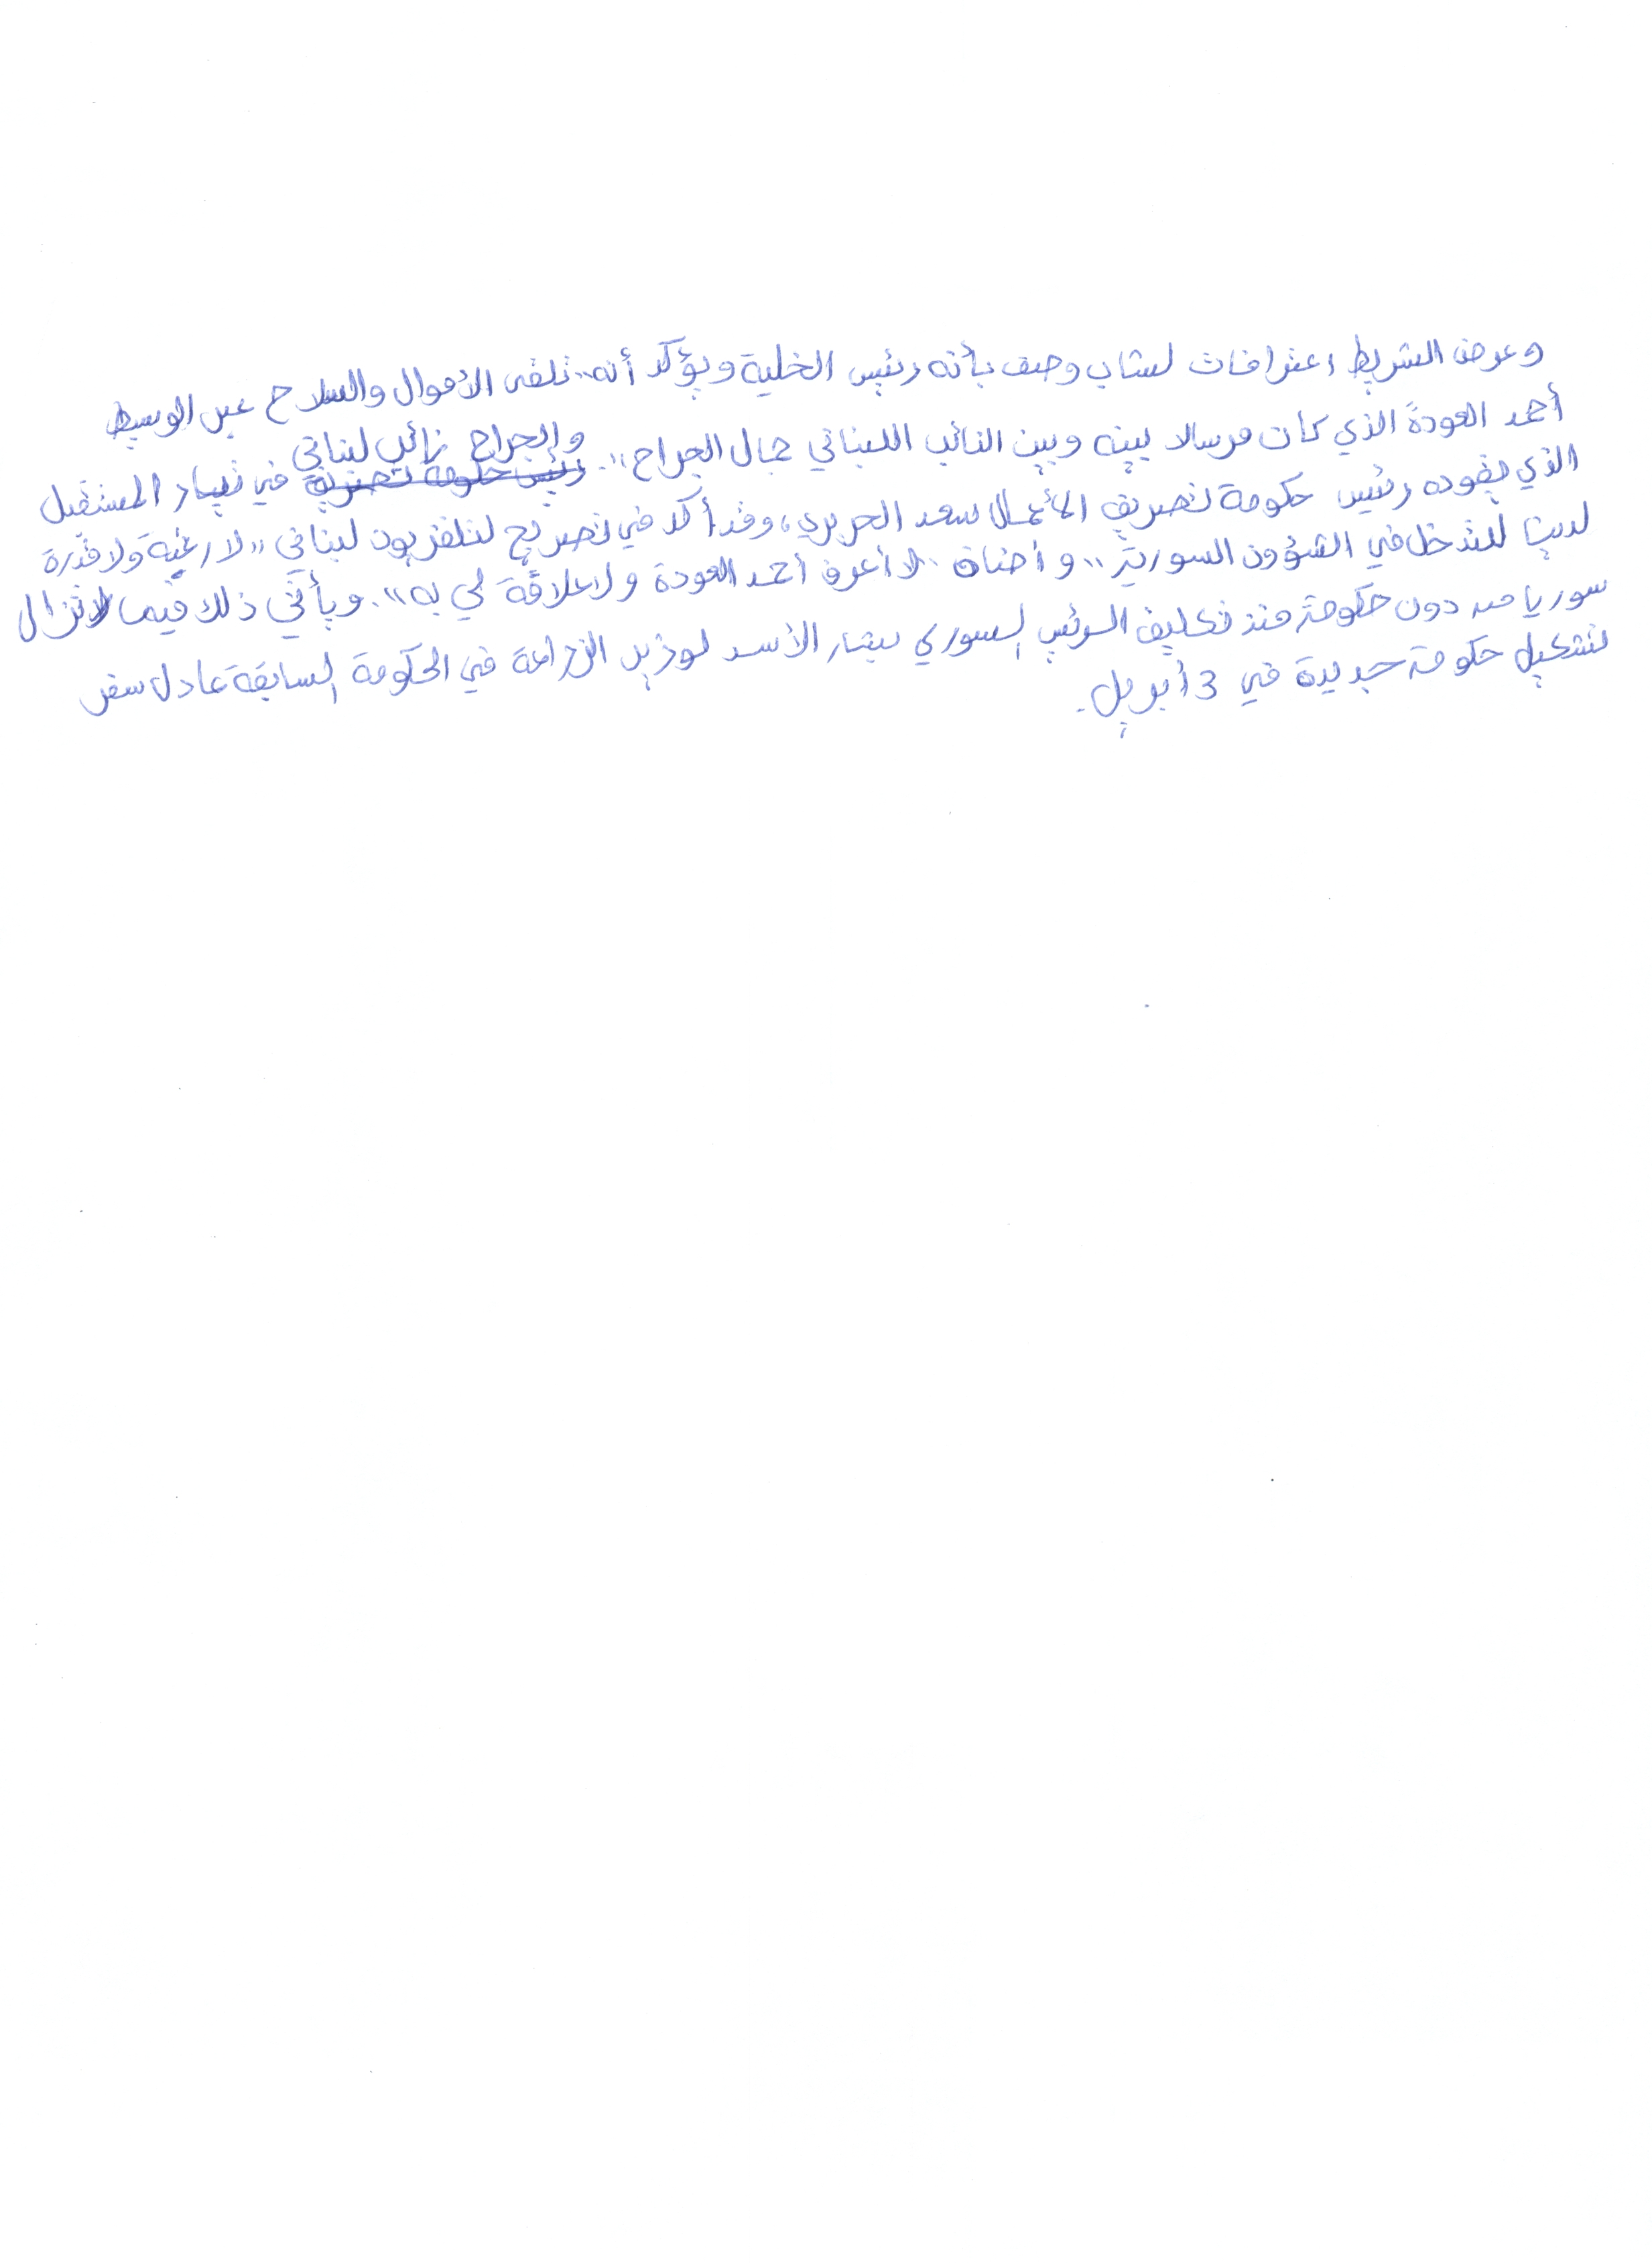 وعرض الشريط اعترافات لشاب وصف بأنه رئيس الخلية ويؤكد أنه "تلقى الأموال والسلاح عبر الوسيط
أحمد العودة الذي كان مرسالا بينه وبين النائب اللبناني جمال الجراح". والجراح نائب لبناني في تيار المستقبل
الذي يقوده رئيس حكومة تصريف الأعمال سعد الحريري، وقد أكد في تصريح لتلفزيون لبناني "لا رغبة ولا قدرة
لدينا للتدخل في الشؤون السورية" وأضاف "لا أعرف أحمد العودة ولا علاقة لي به". ويأتي ذلك فيما لا تزال
سوريا من دون حكومة منذ تكليف الرئيس السوري بشار الأسد لوزير الزراعة في الحكومة السابقة عادل سفر
لتشكيل حكومة جديدة في 3 أبريل.